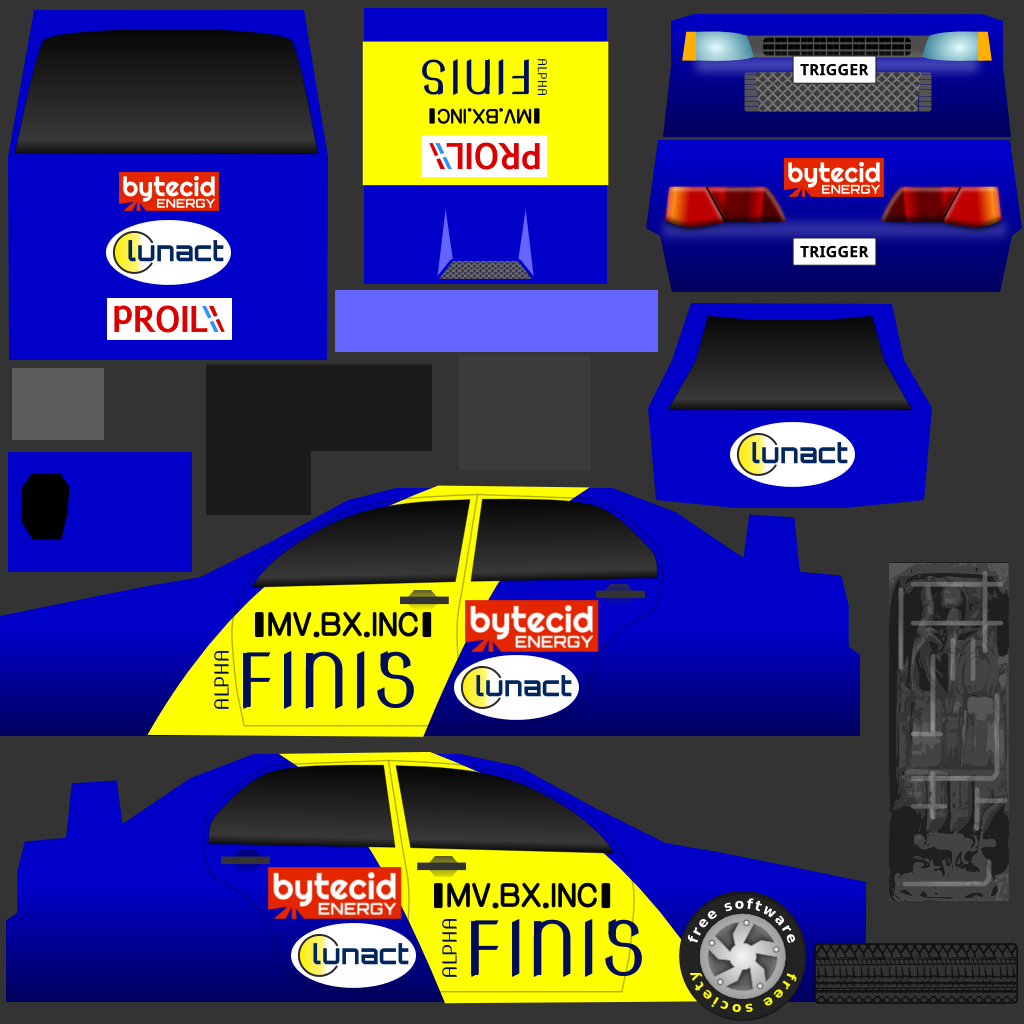 bytecid
ENERGY
lunact
PROIL
ALPHA
FINIS
MV.BX.INC
PROIL
TRIGGER
bytecid
ENERGY
TRIGGER
lunact
MV.BX.INC
ALPHA
FINIS
bytecid
ENERGY
lunact
bytecid
ENERGY
lunact
MV.BX.INC
ALPHA
FINIS
free software
free society